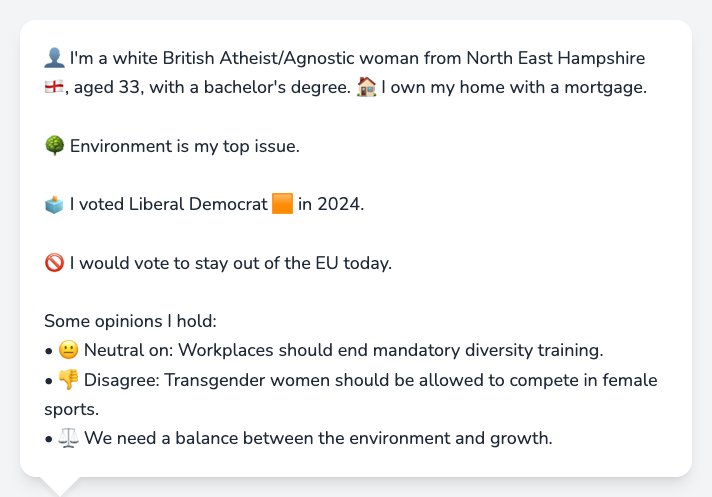 👤 I'm a white British Atheist/Agnostic woman from North East Hampshire
🏴󠁧󠁢󠁥󠁮󠁧󠁿, aged 33, with a bachelor's degree. 🏠 I own my home with a mortgage.
🌳 Environment is my top issue.
🗳️ I voted Liberal Democrat 🟧 in 2024.
🚫 I would vote to stay out of the EU today.
Some opinions I hold:
• 😐 Neutral on: Workplaces should end mandatory diversity training.
• 👎 Disagree: Transgender women should be allowed to compete in female
sports.
• ⚖️ We need a balance between the environment and growth.